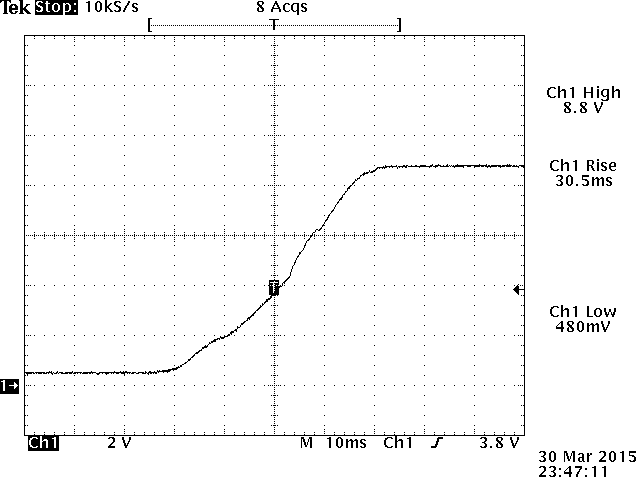 Tek Stop: 10kS/s 8 Acqs
T
Ch1 High
8.8 V
Ch1 Rise
30.5ms
T
Ch1 Low
480mV
1
Ch1 2 V M 10ms Ch1 3.8 V
30 Mar 2015
23:47:11